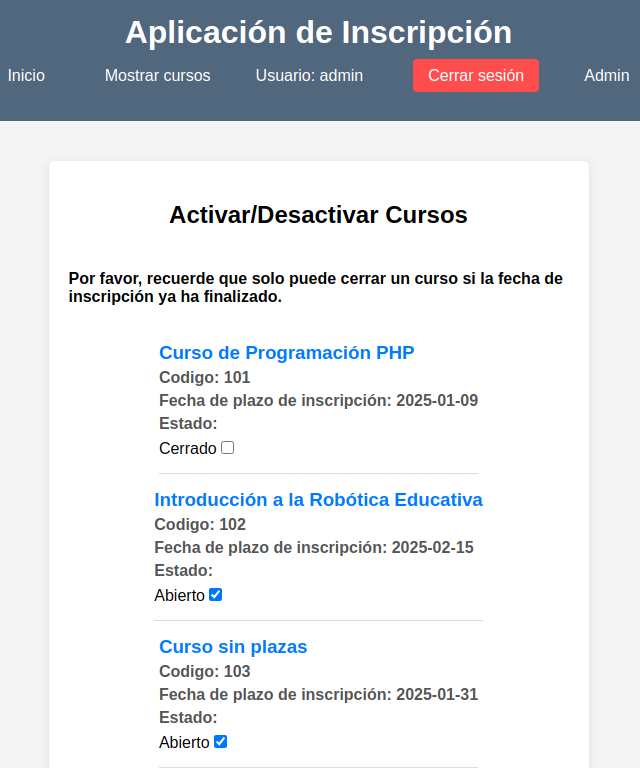 Aplicación de Inscripción
Inicio Mostrar cursos Usuario: admin Cerrar sesión Admin
Activar/Desactivar Cursos
Por favor, recuerde que solo puede cerrar un curso si la fecha de
inscripción ya ha finalizado.
Curso de Programación PHP
Codigo: 101
Fecha de plazo de inscripción: 2025-01-09
Estado:
Cerrado
Introducción a la Robótica Educativa
Codigo: 102
Fecha de plazo de inscripción: 2025-02-15
Estado:
Abierto
Curso sin plazas
Codigo: 103
Fecha de plazo de inscripción: 2025-01-31
Estado:
Abierto